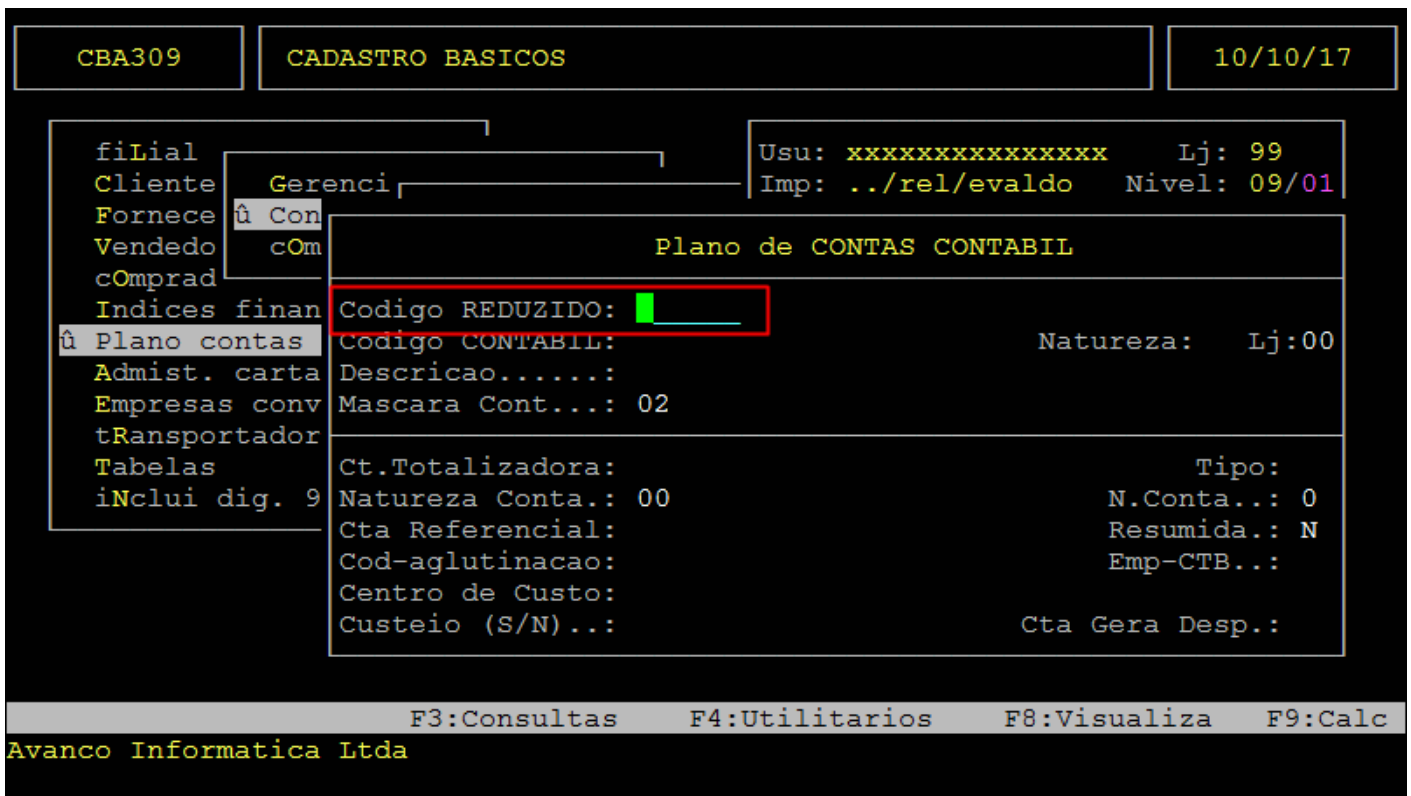 CBA309 CADASTRO BASICOS 10/10/17
fiLial Usu: xxxxxxxxxxxxxxx Lj: 99
Cliente Gerenci Imp: ../rel/evaldo Nivel: 09/01
Fornece û Con
Vendedo cOm Plano de CONTAS CONTABIL
cOmprad
Indices finan Codigo REDUZIDO:
û Plano contas Codigo CONTABIL: Natureza: Lj:00
Admist. carta Descricao......:
Empresas conv Mascara Cont...: 02
tRansportador
Tabelas Ct.Totalizadora: Tipo:
iNclui dig. 9 Natureza Conta.: 00 N.Conta..: 0
Cta Referencial: Resumida.: N
Cod-aglutinacao: Emp-CTB..:
Centro de Custo:
Custeio (S/N)..: Cta Gera Desp.:
F3:Consultas F4:Utilitarios F8:Visualiza F9:Calc
Avanco Informatica Ltda